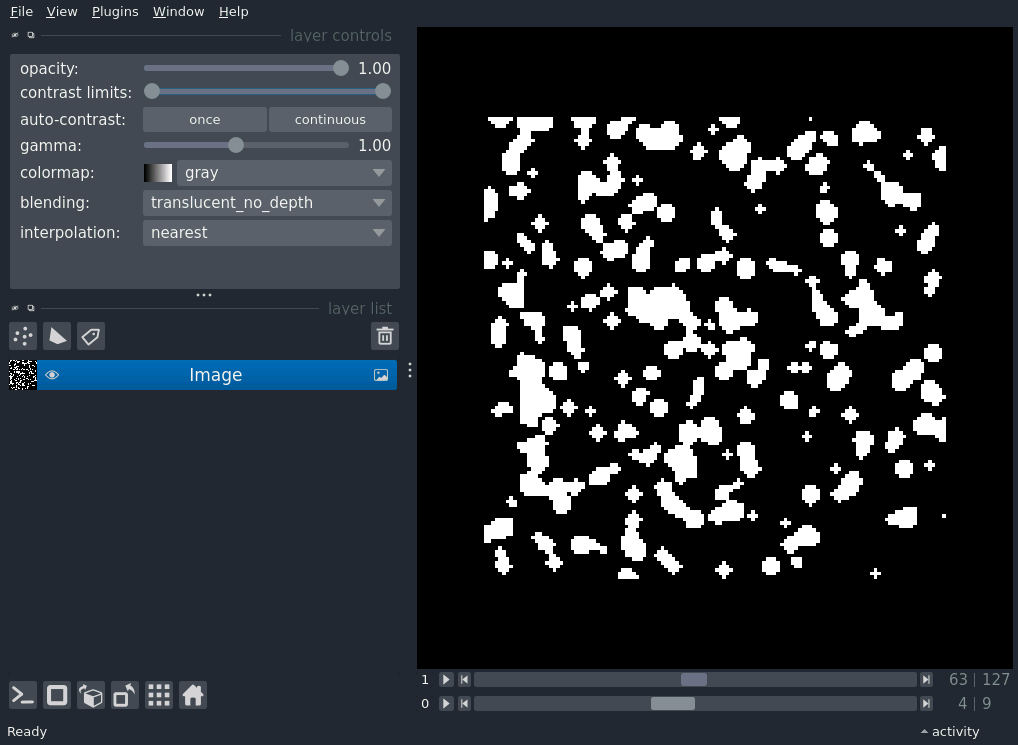 File View Plugins Window Help
layer controls
opacity: 1.00
contrast limits:
auto-contrast: once continuous
gamma: 1.00
colormap: gray
blending: translucent_no_depth
interpolation: nearest
layer list
Image
1 63 | 127
0 4 | 9
Ready activity